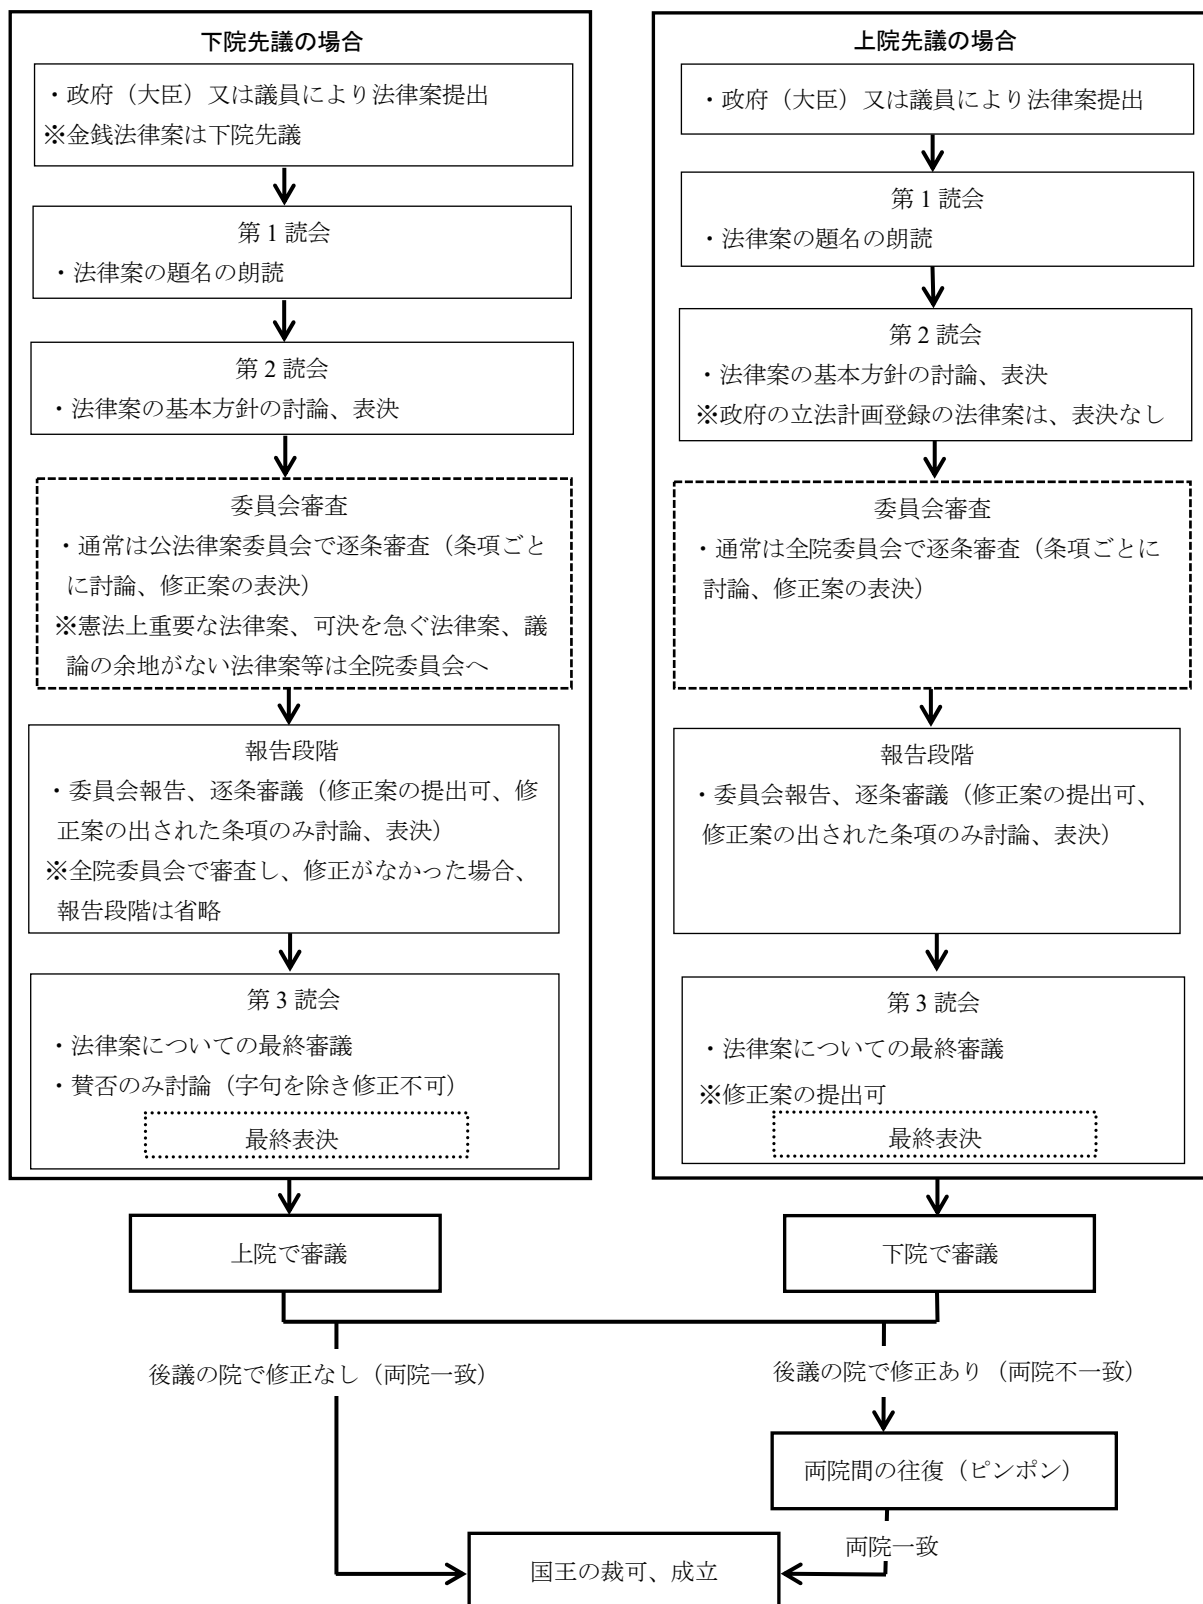 下院先議の場合
・政府（大臣）又は議員により法律案提出
※金銭法律案は下院先議
第 1 読会
・法律案の題名の朗読
第 2 読会
・法律案の基本方針の討論、表決
委員会審査
・通常は公法律案委員会で逐条審査（条項ごと
に討論、修正案の表決）
※憲法上重要な法律案、可決を急ぐ法律案、議
論の余地がない法律案等は全院委員会へ
報告段階
・委員会報告、逐条審議（修正案の提出可、修
正案の出された条項のみ討論、表決）
※全院委員会で審査し、修正がなかった場合、
報告段階は省略
第 3 読会
・法律案についての最終審議
・賛否のみ討論（字句を除き修正不可）
最終表決
上院で審議
上院先議の場合
・政府（大臣）又は議員により法律案提出
第 1 読会
・法律案の題名の朗読
第 2 読会
・法律案の基本方針の討論、表決
※政府の立法計画登録の法律案は、表決なし
委員会審査
・通常は全院委員会で逐条審査（条項ごとに
討論、修正案の表決）
報告段階
・委員会報告、逐条審議（修正案の提出可、
修正案の出された条項のみ討論、表決）
第 3 読会
・法律案についての最終審議
※修正案の提出可
最終表決
下院で審議
後議の院で修正なし（両院一致）
後議の院で修正あり（両院不一致）
両院間の往復（ピンポン）
両院一致
国王の裁可、成立